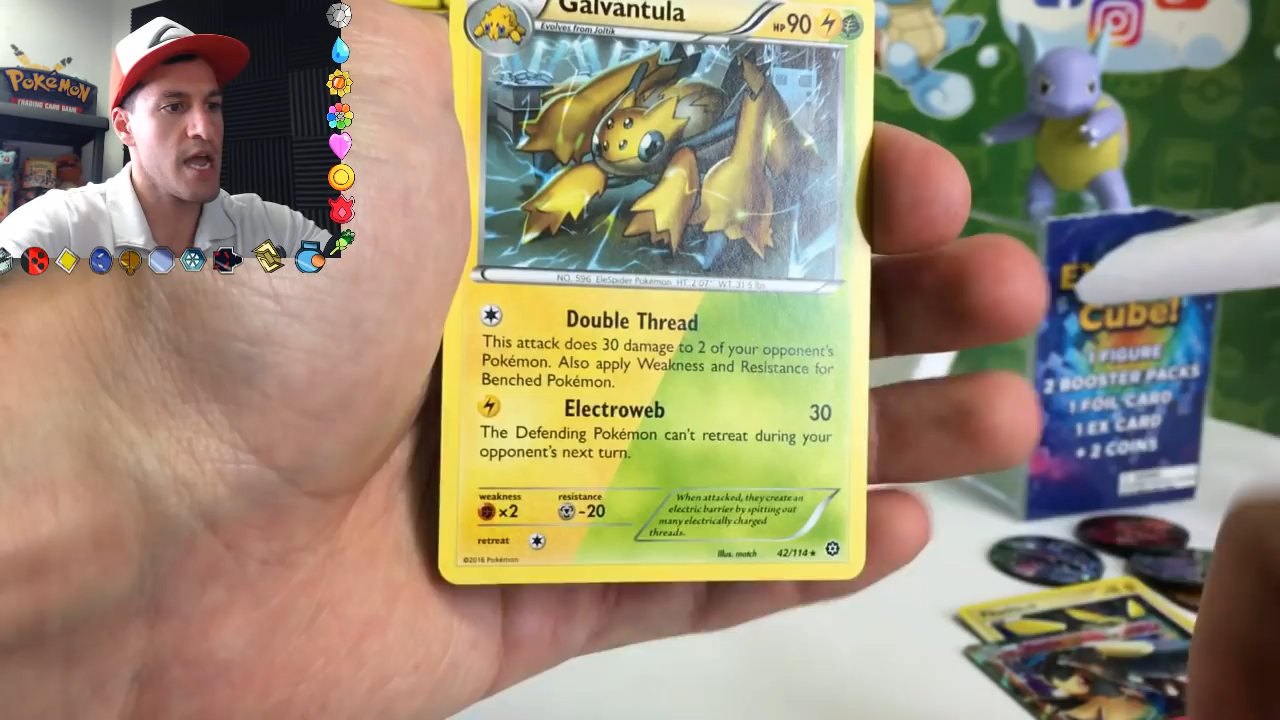 POKéMON
TRADING CARD GAME
Galvantula
HP 90
Evolves from Joltik
NO. 596 EleSpider Pokémon HT: 2'07" WT: 31.5 lbs.
Double Thread
This attack does 30 damage to 2 of your opponent's
Pokémon. Also apply Weakness and Resistance for
Benched Pokémon.
Electroweb 30
The Defending Pokémon can't retreat during your
opponent's next turn.
weakness resistance
×2 -20
retreat
When attacked, they create an
electric barrier by spitting out
many electrically charged
threads.
©2016 Pokémon
Illus. match 42/114 ★
Cube!
1 FIGURE
2 BOOSTER PACKS
1 FOIL CARD
1 EX CARD
+ 2 COINS